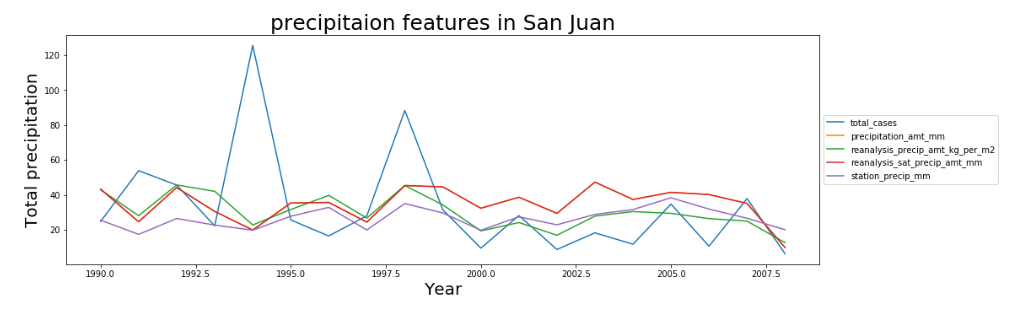 precipitaion features in San Juan
Total precipitation
120
100
80
60
40
20
1990.0 1992.5 1995.0 1997.5 2000.0 2002.5 2005.0 2007.5
Year
total_cases
precipitation_amt_mm
reanalysis_precip_amt_kg_per_m2
reanalysis_sat_precip_amt_mm
station_precip_mm